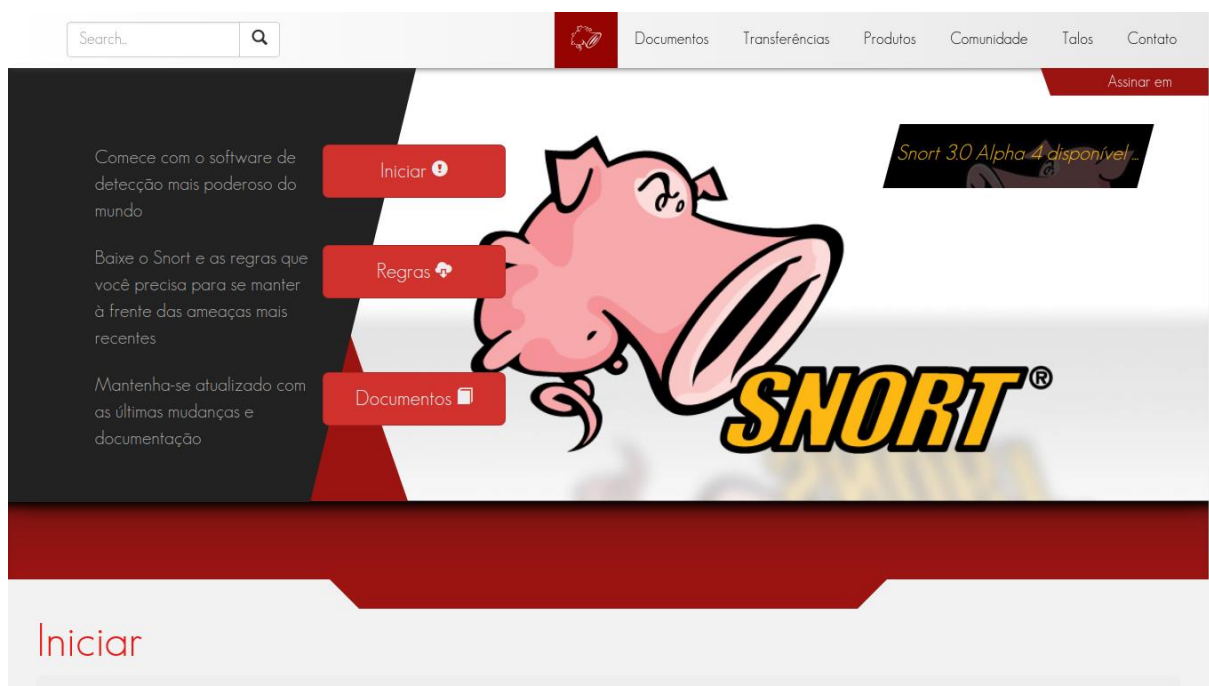 Search...
Documentos
Transferências
Produtos
Comunidade
Talos
Contato
Assinar em
Comece com o software de
detecção mais poderoso do
mundo
Iniciar
Baixe o Snort e as regras que
você precisa para se manter
à frente das ameaças mais
recentes
Regras
Mantenha-se atualizado com
as últimas mudanças e
documentação
Documentos
Snort 3.0 Alpha 4 disponível ...
SNORT®
Iniciar